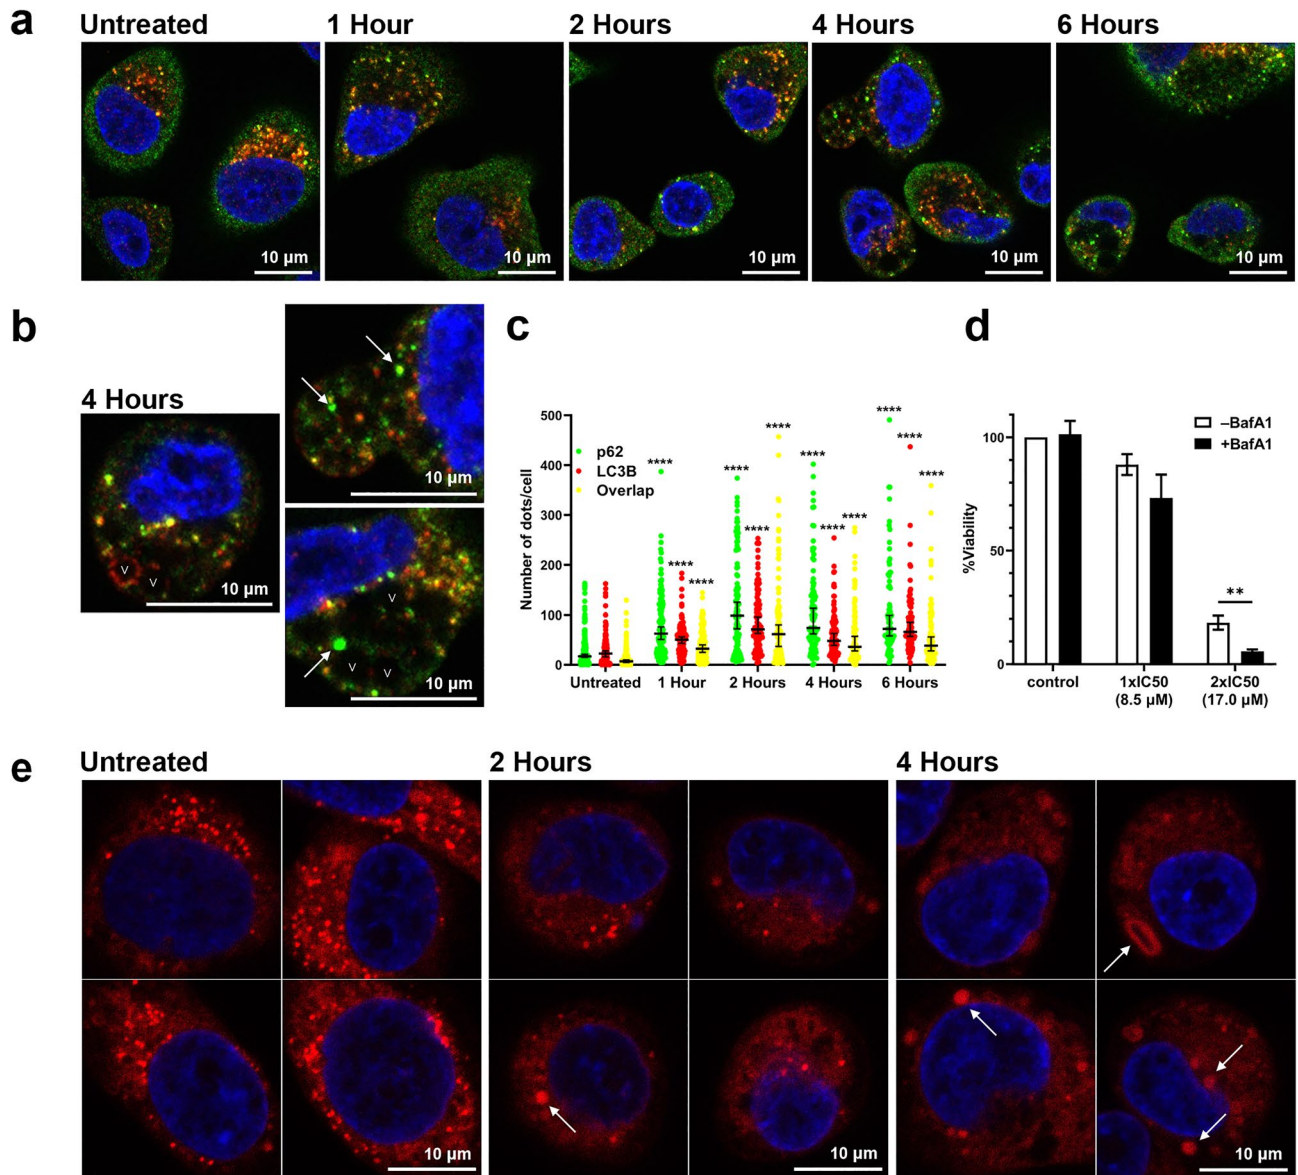 a
Untreated
1 Hour
2 Hours
4 Hours
6 Hours
10 µm
10 µm
10 µm
10 µm
10 µm
b
4 Hours
10 µm
V
V
10 µm
V
V
V
10 µm
c
Number of dots/cell
500
400
300
200
100
0
p62
LC3B
Overlap
****
****
****
****
****
****
****
****
****
****
****
****
Untreated
1 Hour
2 Hours
4 Hours
6 Hours
d
%Viability
100
50
0
–BafA1
+BafA1
**
control
1xIC50
(8.5 µM)
2xIC50
(17.0 µM)
e
Untreated
2 Hours
4 Hours
10 µm
10 µm
10 µm